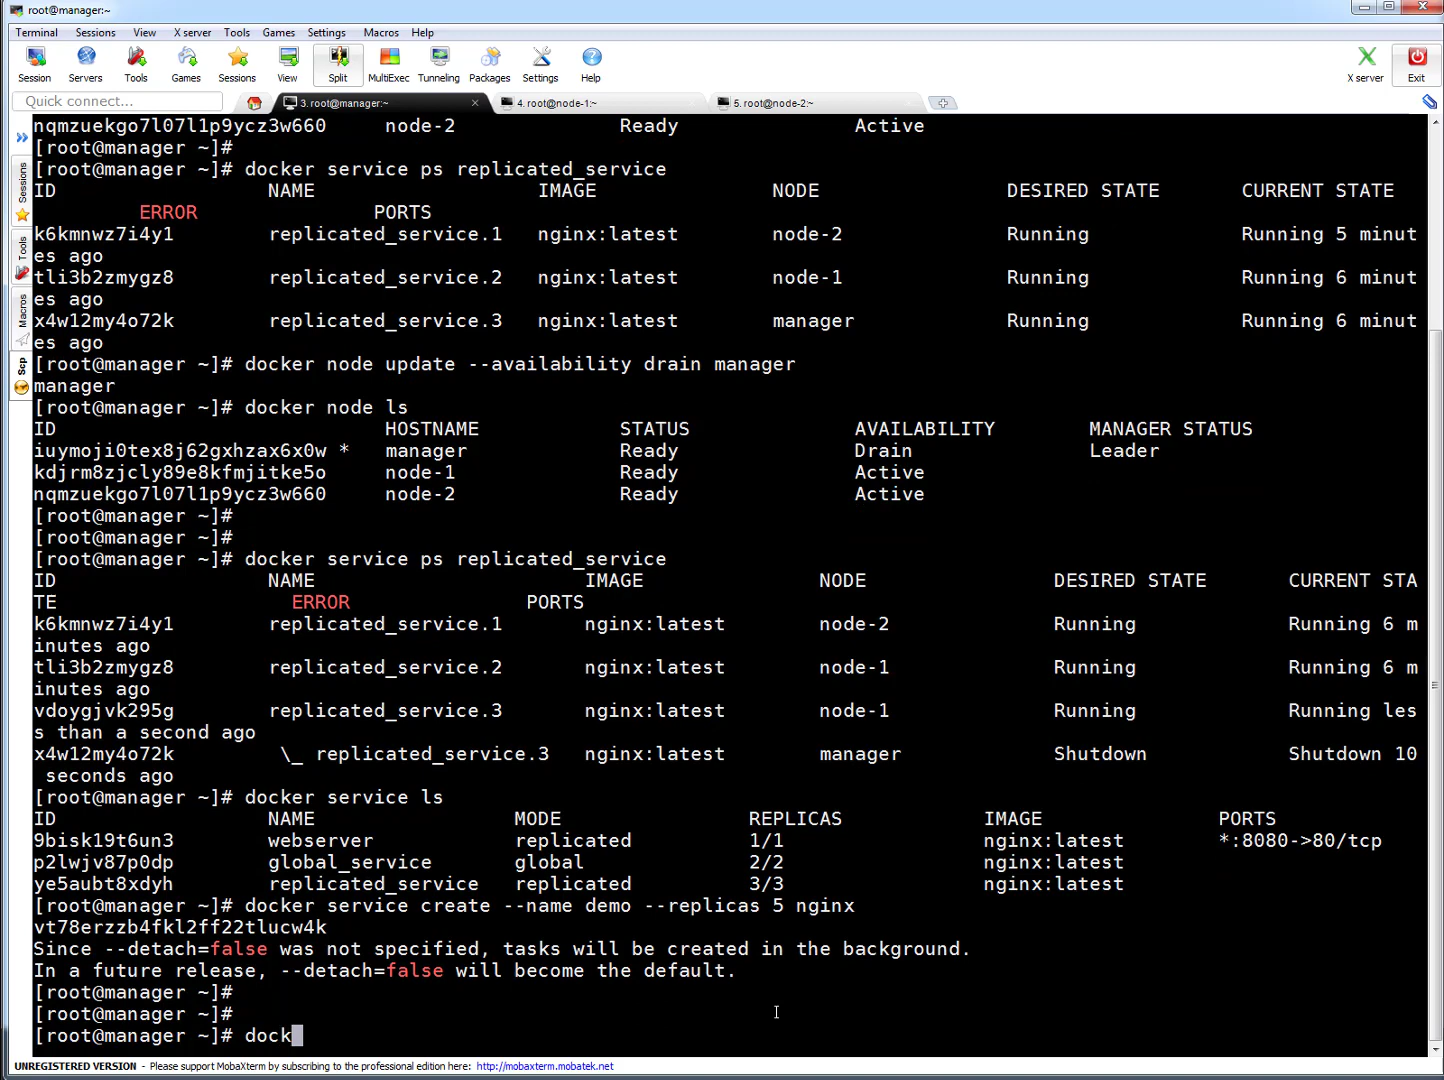 root@manager:~
Terminal Sessions View X server Tools Games Settings Macros Help
Session Servers Tools Games Sessions View Split MultiExec Tunneling Packages Settings Help X server Exit
Quick connect... 3. root@manager:~ 4. root@node-1:~ 5. root@node-2:~
Sessions
Tools
Macros
Scp
nqmzuekgo7l07l1p9ycz3w660 node-2 Ready Active
[root@manager ~]#
[root@manager ~]# docker service ps replicated_service
ID NAME IMAGE NODE DESIRED STATE CURRENT STATE
ERROR PORTS
k6kmnwz7i4y1 replicated_service.1 nginx:latest node-2 Running Running 5 minut
es ago
tli3b2zmygz8 replicated_service.2 nginx:latest node-1 Running Running 6 minut
es ago
x4w12my4o72k replicated_service.3 nginx:latest manager Running Running 6 minut
es ago
[root@manager ~]# docker node update --availability drain manager
manager
[root@manager ~]# docker node ls
ID HOSTNAME STATUS AVAILABILITY MANAGER STATUS
iuymoji0tex8j62gxhzax6x0w * manager Ready Drain Leader
kdjrm8zjcly89e8kfmjitke5o node-1 Ready Active
nqmzuekgo7l07l1p9ycz3w660 node-2 Ready Active
[root@manager ~]#
[root@manager ~]#
[root@manager ~]# docker service ps replicated_service
ID NAME IMAGE NODE DESIRED STATE CURRENT STA
TE ERROR PORTS
k6kmnwz7i4y1 replicated_service.1 nginx:latest node-2 Running Running 6 m
inutes ago
tli3b2zmygz8 replicated_service.2 nginx:latest node-1 Running Running 6 m
inutes ago
vdoygjvk295g replicated_service.3 nginx:latest node-1 Running Running les
s than a second ago
x4w12my4o72k \_ replicated_service.3 nginx:latest manager Shutdown Shutdown 10
seconds ago
[root@manager ~]# docker service ls
ID NAME MODE REPLICAS IMAGE PORTS
9bisk19t6un3 webserver replicated 1/1 nginx:latest *:8080->80/tcp
p2lwjv87p0dp global_service global 2/2 nginx:latest
ye5aubt8xdyh replicated_service replicated 3/3 nginx:latest
[root@manager ~]# docker service create --name demo --replicas 5 nginx
vt78erzzb4fkl2ff22tlucw4k
Since --detach=false was not specified, tasks will be created in the background.
In a future release, --detach=false will become the default.
[root@manager ~]#
[root@manager ~]#
[root@manager ~]# dock
UNREGISTERED VERSION - Please support MobaXterm by subscribing to the professional edition here: http://mobaxterm.mobatek.net